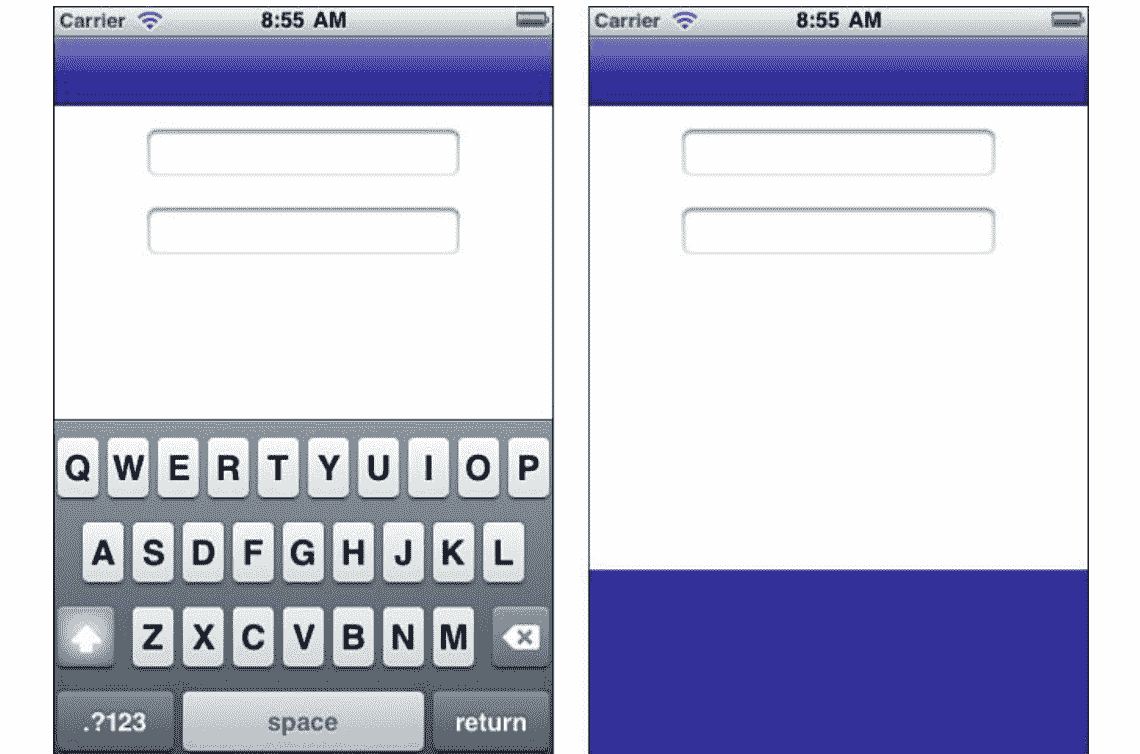 Carrier 8:55 AM
Q W E R T Y U I O P
A S D F G H J K L
Z X C V B N M
.?123 space return
Carrier 8:55 AM